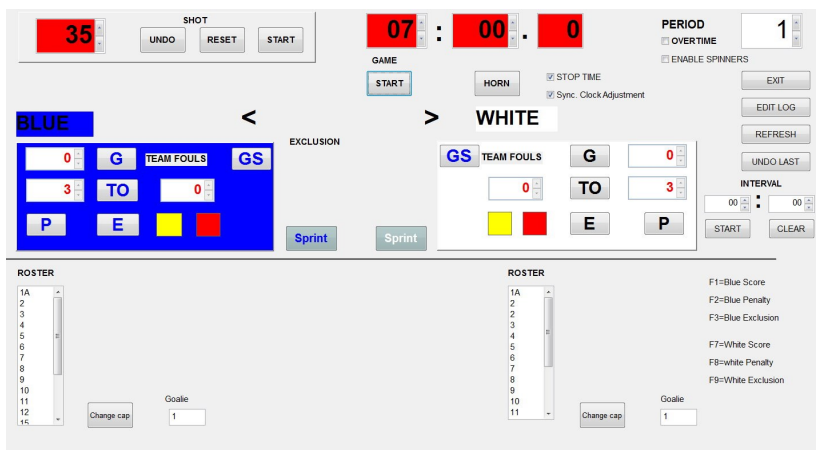 SHOT
35
UNDO RESET START
07 : 00 . 0
GAME
START
HORN
STOP TIME
Sync. Clock Adjustment
PERIOD
OVERTIME
1
ENABLE SPINNERS
EXIT
EDIT LOG
REFRESH
UNDO LAST
INTERVAL
00 : 00
START CLEAR
BLUE < > WHITE
EXCLUSION
0 G TEAM FOULS GS
3 TO 0
P E
Sprint Sprint
GS TEAM FOULS G 0
0 TO 3
E P
ROSTER
1A
2
3
4
5
6
7
8
9
10
11
12
15
Change cap
Goalie
1
ROSTER
1A
2
2
3
4
5
6
7
8
9
10
11
Change cap
Goalie
1
F1=Blue Score
F2=Blue Penalty
F3=Blue Exclusion
F7=White Score
F8=white Penalty
F9=White Exclusion